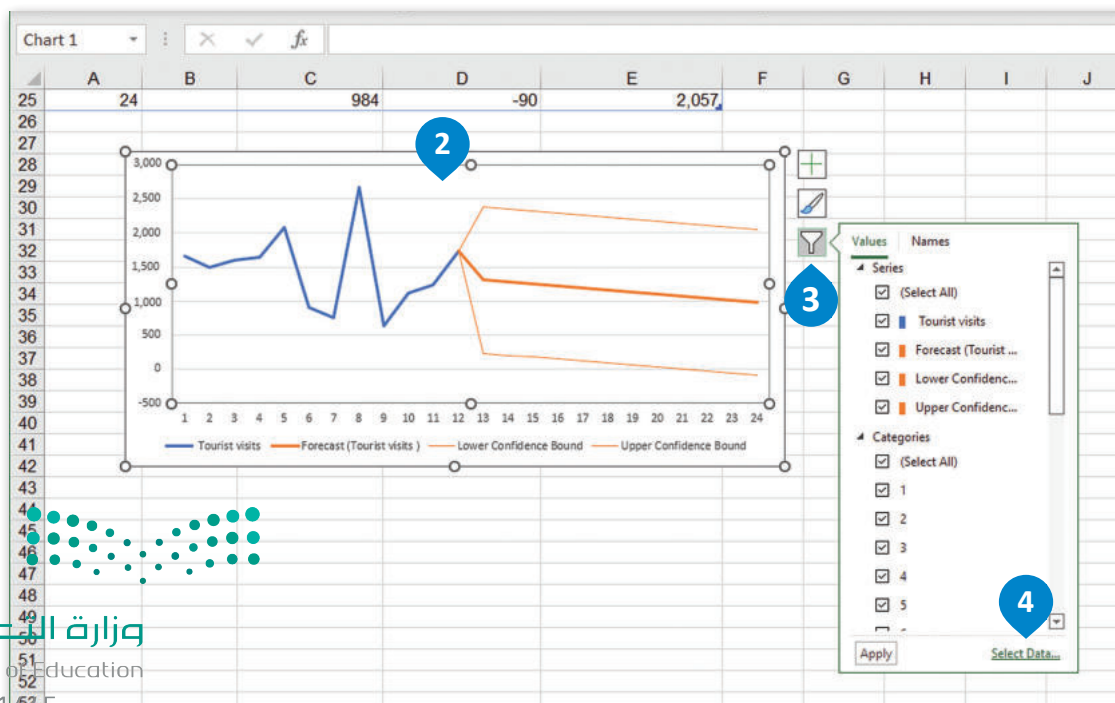 Chart 1
fx
A B C D E F G H I J
25 24 984 -90 2,057
26
27
28
29
30
31
32
33
34
35
36
37
38
39
40
41
42
43
44
45
46
47
48
49
50
51
52
2
3,000
2,500
2,000
1,500
1,000
500
0
-500
1 2 3 4 5 6 7 8 9 10 11 12 13 14 15 16 17 18 19 20 21 22 23 24
Tourist visits Forecast (Tourist visits ) Lower Confidence Bound Upper Confidence Bound
3
Values Names
Series
(Select All)
Tourist visits
Forecast (Tourist ...
Lower Confidenc...
Upper Confidenc...
Categories
(Select All)
1
2
3
4
5
4
Apply Select Data...
وزارة
of Education